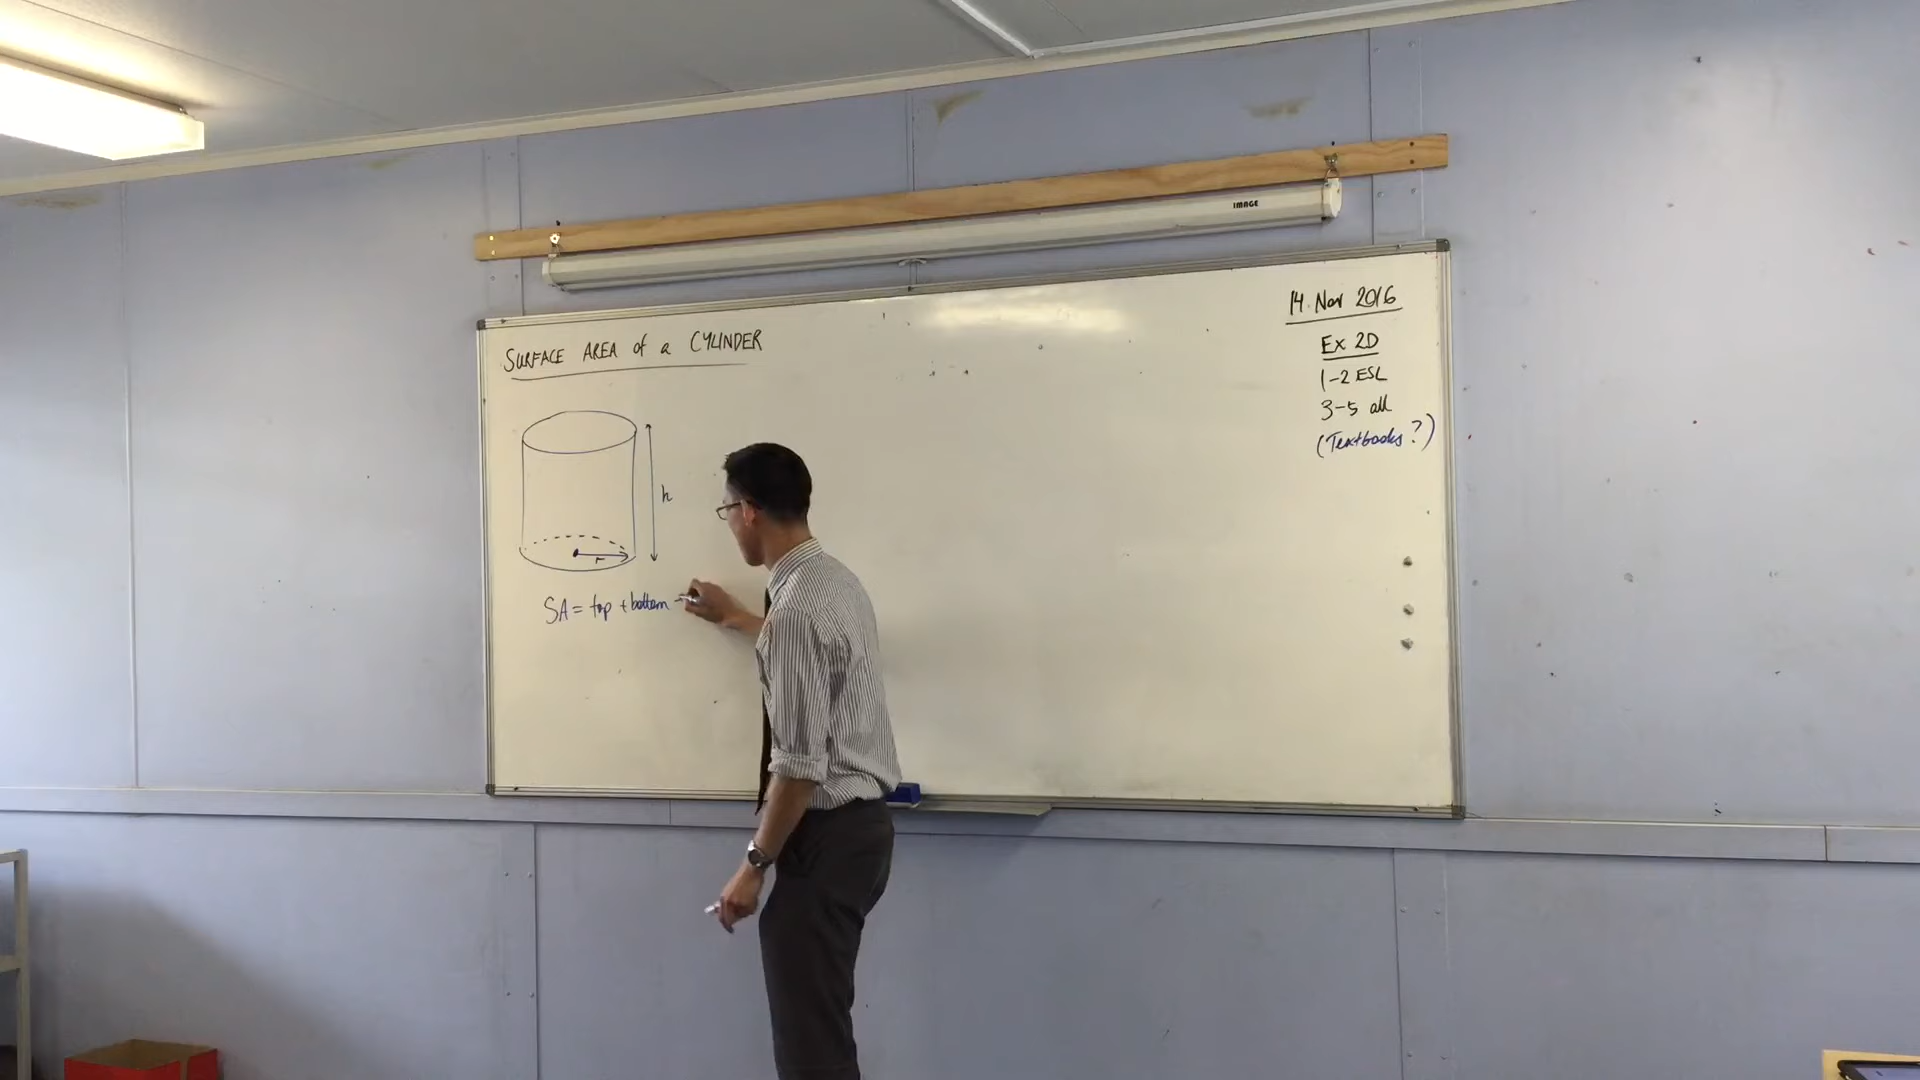 IMAGE
SURFACE AREA of a CYLINDER
h
r
SA = top + bottom
14 Nov 2016
Ex 2D
1-2 ESL
3-5 all
(Textbooks?)